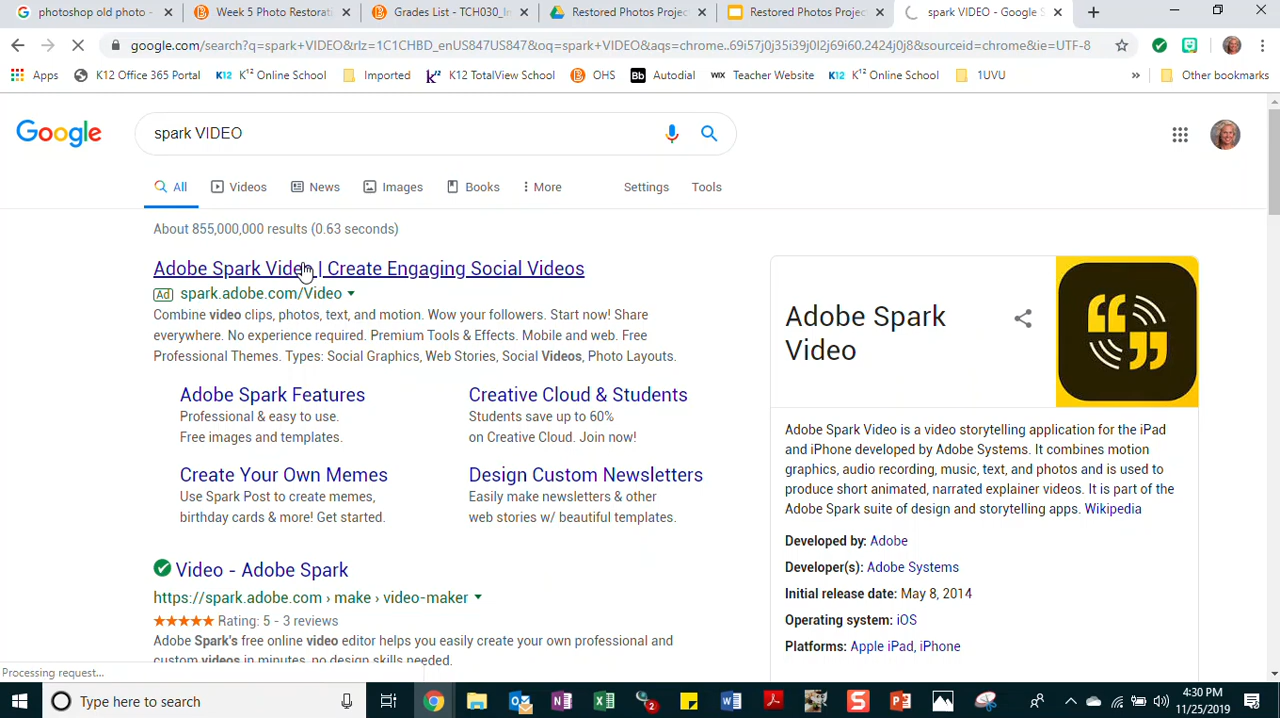 photoshop old photo -
Week 5 Photo Restorati
Grades List - TCH030_In
Restored Photos Projec
Restored Photos Projec
spark VIDEO - Google S
google.com/search?q=spark+VIDEO&rlz=1C1CHBD_enUS847US847&oq=spark+VIDEO&aqs=chrome..69i57j0j35i39j0l2j69i60.2424j0j8&sourceid=chrome&ie=UTF-8
Apps
K12 Office 365 Portal
K12 K¹² Online School
Imported
K12 TotalView School
OHS
Bb Autodial
WIX Teacher Website
K12 K¹² Online School
1UVU
»
Other bookmarks
Google
spark VIDEO
All
Videos
News
Images
Books
More
Settings
Tools
About 855,000,000 results (0.63 seconds)
Adobe Spark Video | Create Engaging Social Videos
Ad spark.adobe.com/Video
Combine video clips, photos, text, and motion. Wow your followers. Start now! Share
everywhere. No experience required. Premium Tools & Effects. Mobile and web. Free
Professional Themes. Types: Social Graphics, Web Stories, Social Videos, Photo Layouts.
Adobe Spark Features
Professional & easy to use.
Free images and templates.
Creative Cloud & Students
Students save up to 60%
on Creative Cloud. Join now!
Create Your Own Memes
Use Spark Post to create memes,
birthday cards & more! Get started.
Design Custom Newsletters
Easily make newsletters & other
web stories w/ beautiful templates.
Video - Adobe Spark
https://spark.adobe.com › make › video-maker
Rating: 5 - 3 reviews
Adobe Spark's free online video editor helps you easily create your own professional and
custom videos in minutes, no design skills needed.
Adobe Spark
Video
Adobe Spark Video is a video storytelling application for the iPad
and iPhone developed by Adobe Systems. It combines motion
graphics, audio recording, music, text, and photos and is used to
produce short animated, narrated explainer videos. It is part of the
Adobe Spark suite of design and storytelling apps. Wikipedia
Developed by: Adobe
Developer(s): Adobe Systems
Initial release date: May 8, 2014
Operating system: iOS
Platforms: Apple iPad, iPhone
Processing request...
Type here to search
2
4:30 PM
11/25/2019